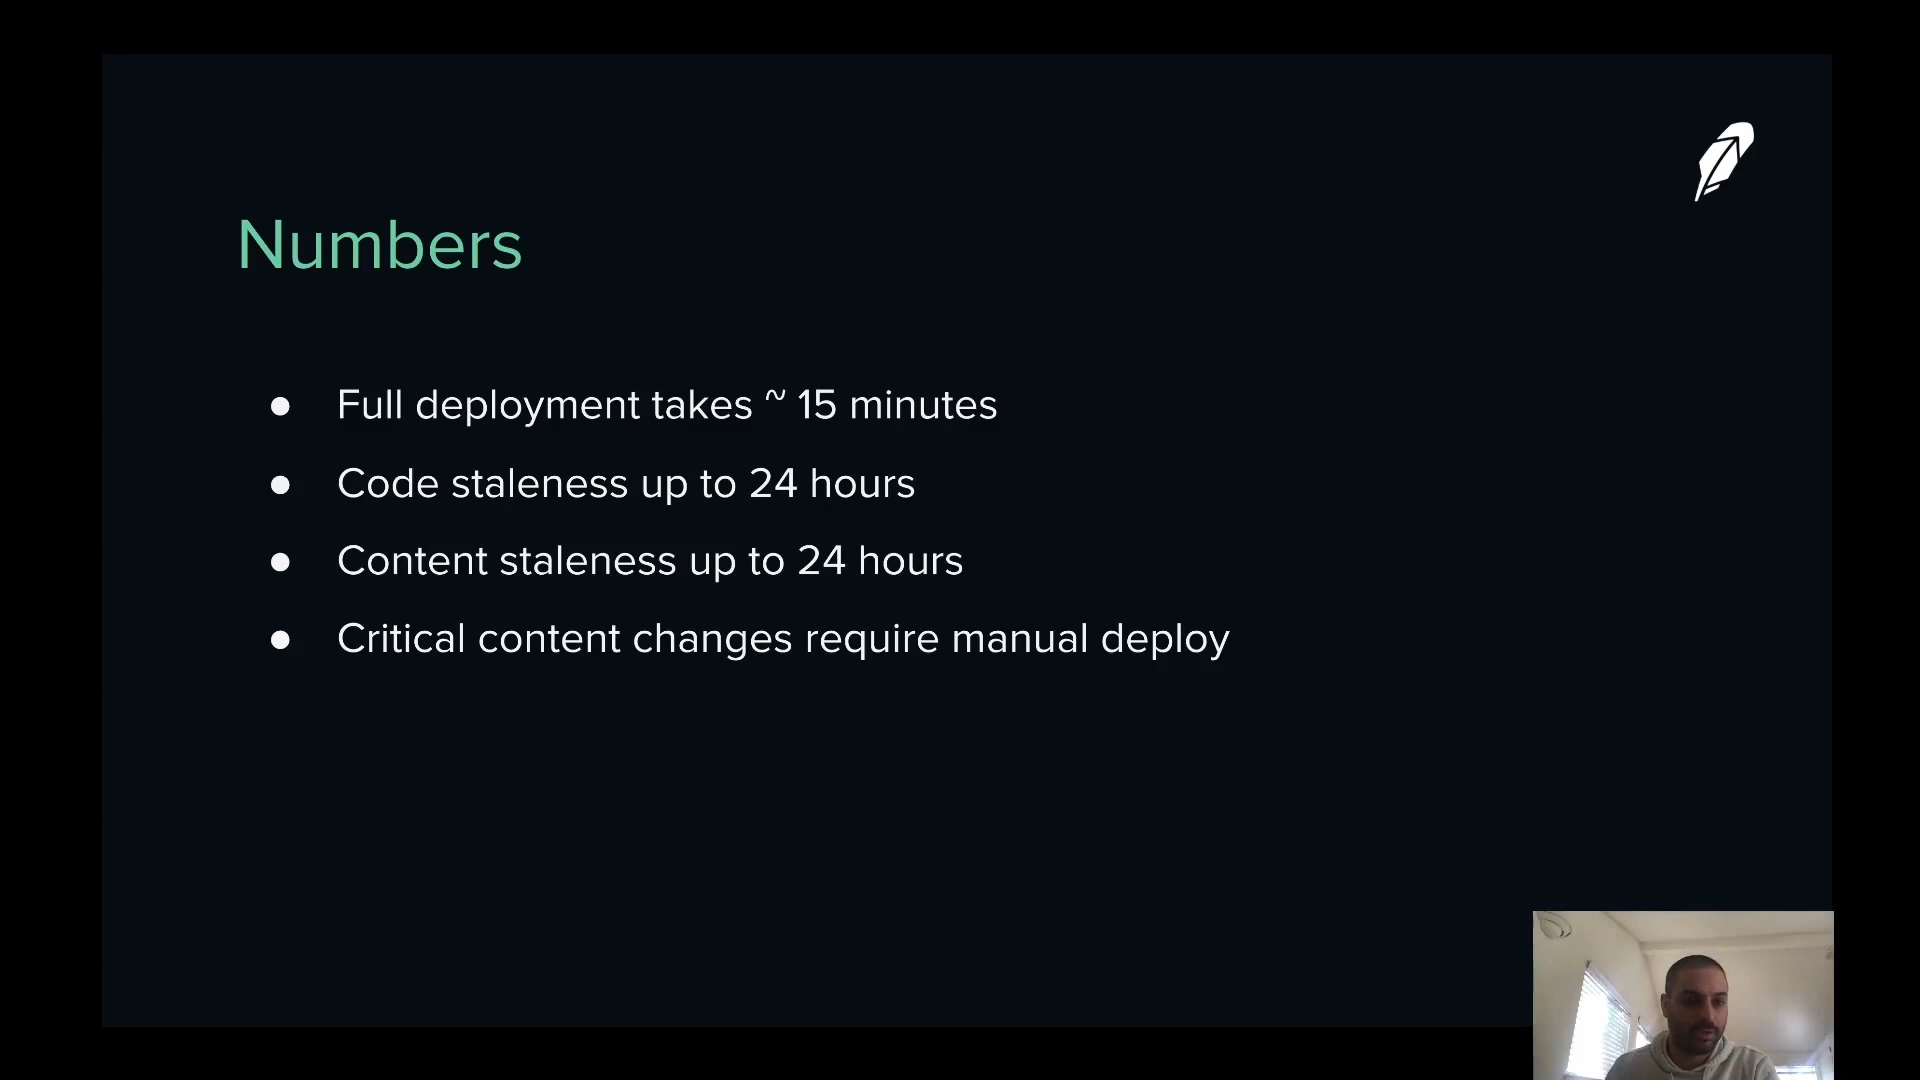 Numbers
● Full deployment takes ~ 15 minutes
● Code staleness up to 24 hours
● Content staleness up to 24 hours
● Critical content changes require manual deploy